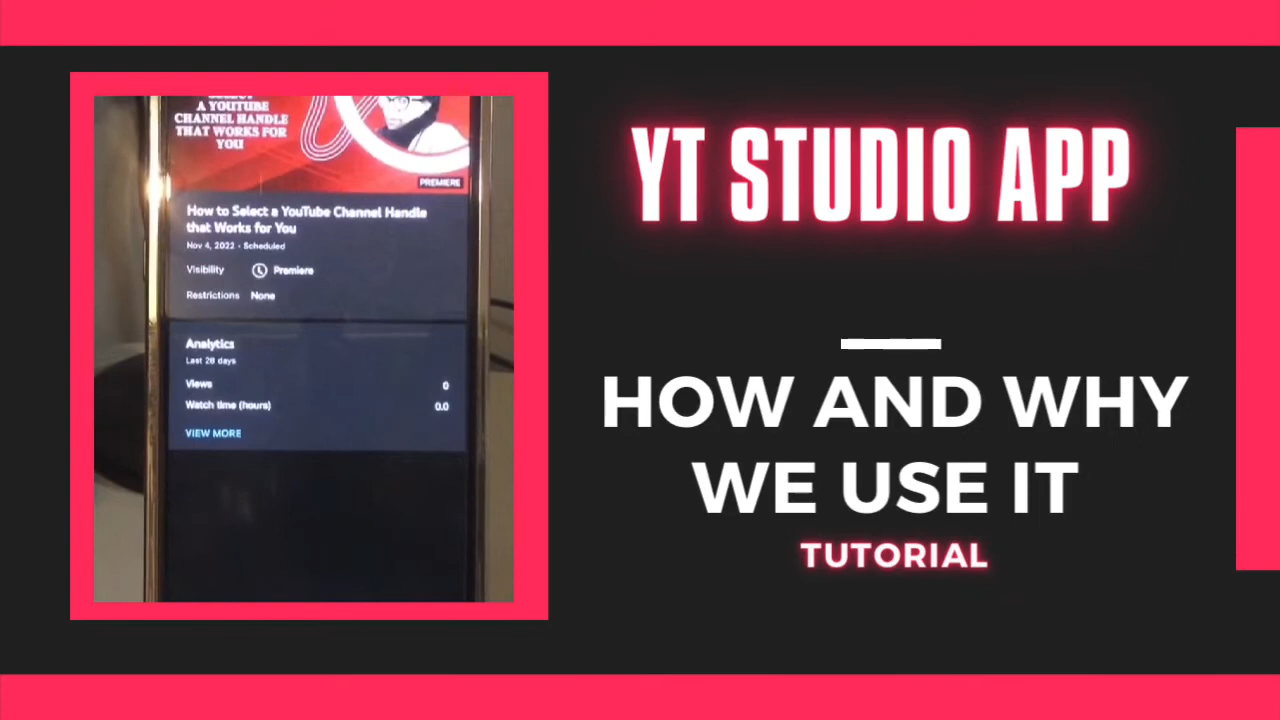 A YOUTUBE
CHANNEL HANDLE
THAT WORKS FOR
YOU
PREMIERE
How to Select a YouTube Channel Handle
that Works for You
Nov 4, 2022 - Scheduled
Visibility Premiere
Restrictions None
Analytics
Last 28 days
Views 0
Watch time (hours) 0.0
VIEW MORE
YT STUDIO APP
HOW AND WHY
WE USE IT
TUTORIAL